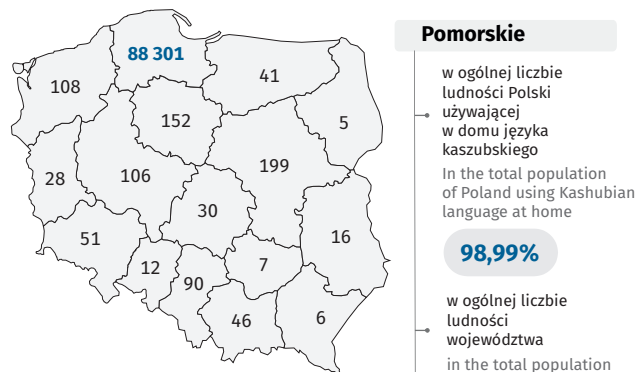 88 301
108
41
152
5
199
28
106
30
16
51
12
7
90
46
6
Pomorskie
w ogólnej liczbie
ludności Polski
używającej
w domu języka
kaszubskiego
In the total population
of Poland using Kashubian
language at home
98,99%
w ogólnej liczbie
ludności
województwa
in the total population